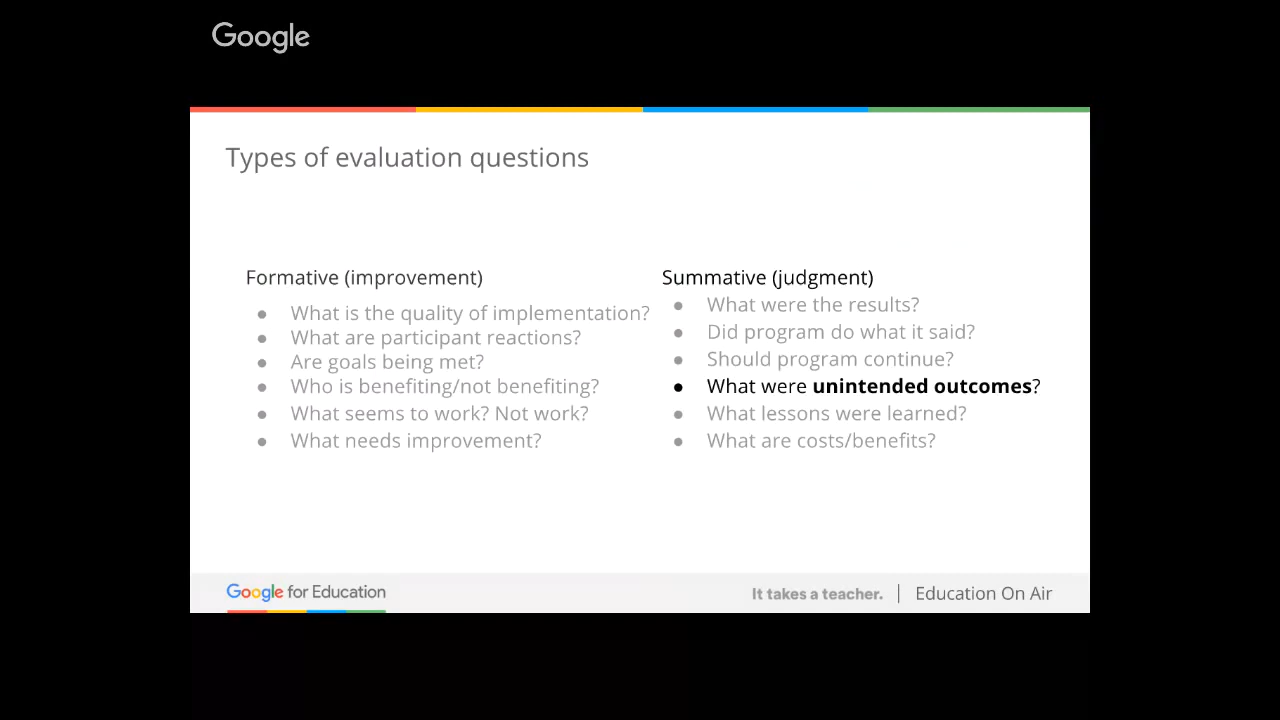 Google
Types of evaluation questions
Formative (improvement)
● What is the quality of implementation?
● What are participant reactions?
● Are goals being met?
● Who is benefiting/not benefiting?
● What seems to work? Not work?
● What needs improvement?
Summative (judgment)
● What were the results?
● Did program do what it said?
● Should program continue?
● What were unintended outcomes?
● What lessons were learned?
● What are costs/benefits?
Google for Education
It takes a teacher. | Education On Air